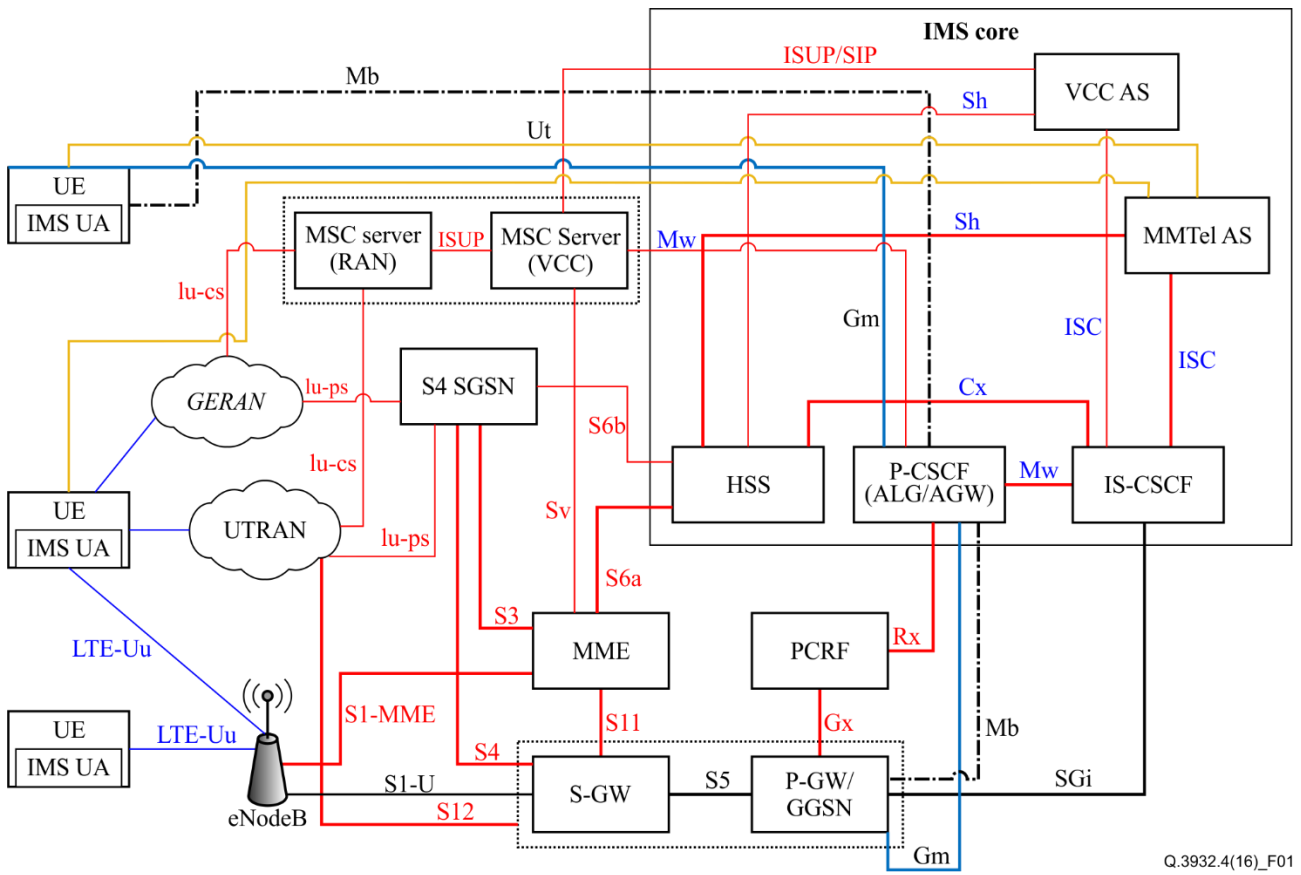 IMS core
ISUP/SIP
VCC AS
Mb
Sh
Ut
UE
IMS UA
MSC server
(RAN)
ISUP
MSC Server
(VCC)
Mw
Sh
MMTel AS
lu-cs
Gm
ISC
ISC
GERAN
lu-ps
S4 SGSN
Cx
S6b
lu-cs
HSS
P-CSCF
(ALG/AGW)
Mw
IS-CSCF
UE
IMS UA
UTRAN
lu-ps
Sv
S6a
S3
MME
PCRF
Rx
LTE-Uu
S1-MME
S11
Gx
Mb
UE
IMS UA
LTE-Uu
S4
S1-U
S-GW
S5
P-GW/
GGSN
SGi
eNodeB
S12
Gm
Q.3932.4(16)_F01